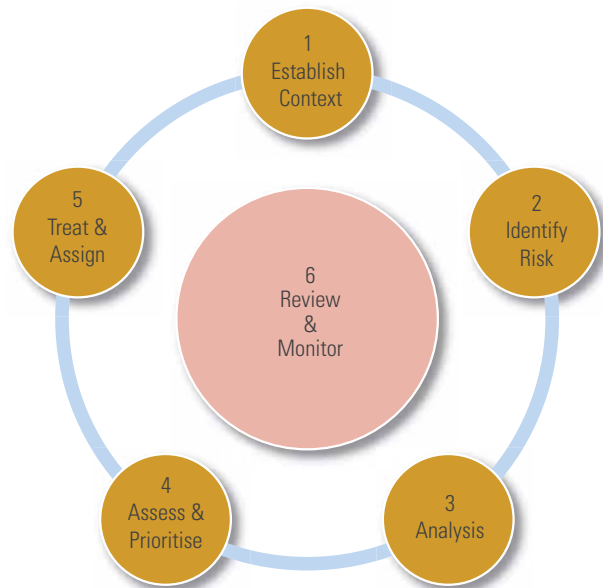 1
Establish
Context
2
Identify
Risk
3
Analysis
4
Assess &
Prioritise
5
Treat &
Assign
6
Review
&
Monitor